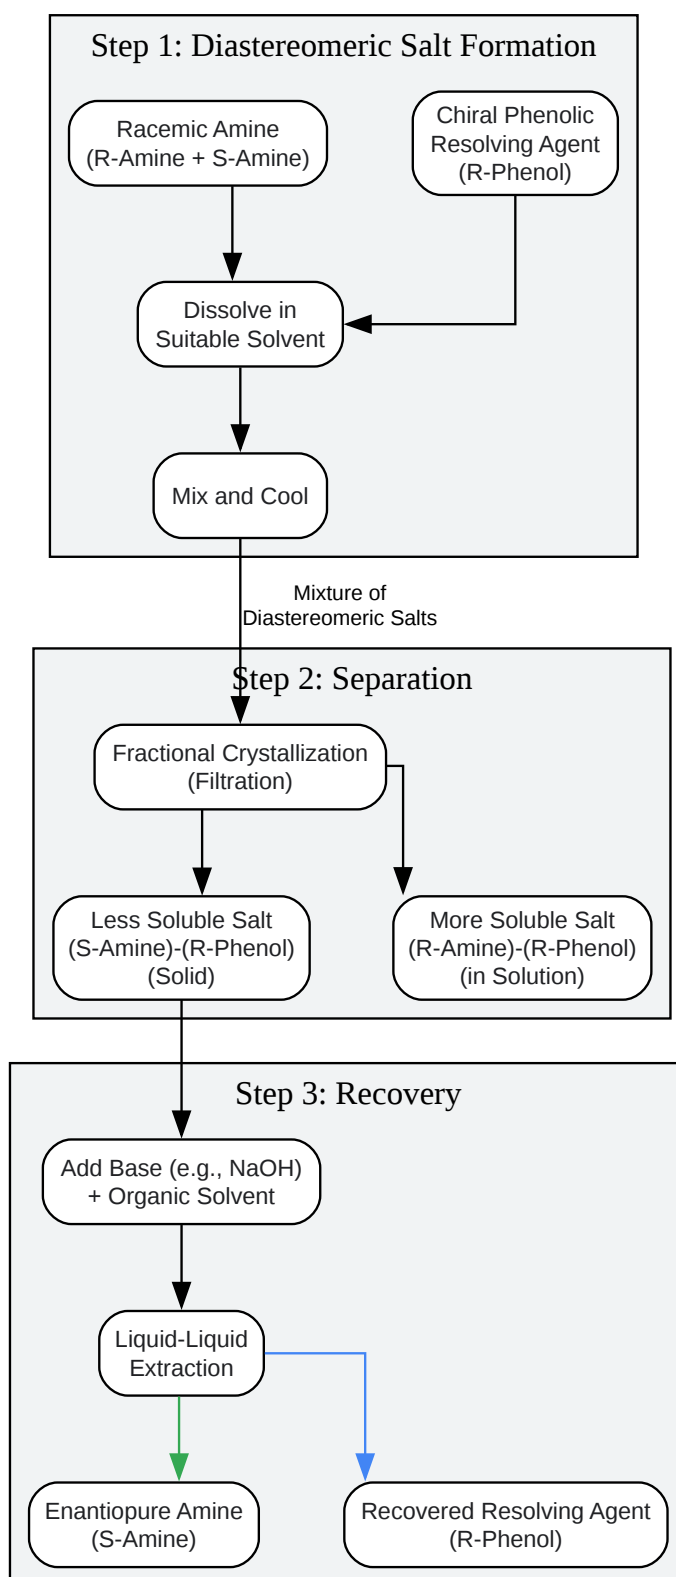 Step 1: Diastereomeric Salt Formation
Racemic Amine
(R-Amine + S-Amine)
Chiral Phenolic
Resolving Agent
(R-Phenol)
Dissolve in
Suitable Solvent
Mix and Cool
Mixture of
Diastereomeric Salts
Step 2: Separation
Fractional Crystallization
(Filtration)
Less Soluble Salt
(S-Amine)-(R-Phenol)
(Solid)
More Soluble Salt
(R-Amine)-(R-Phenol)
(in Solution)
Step 3: Recovery
Add Base (e.g., NaOH)
+ Organic Solvent
Liquid-Liquid
Extraction
Enantiopure Amine
(S-Amine)
Recovered Resolving Agent
(R-Phenol)